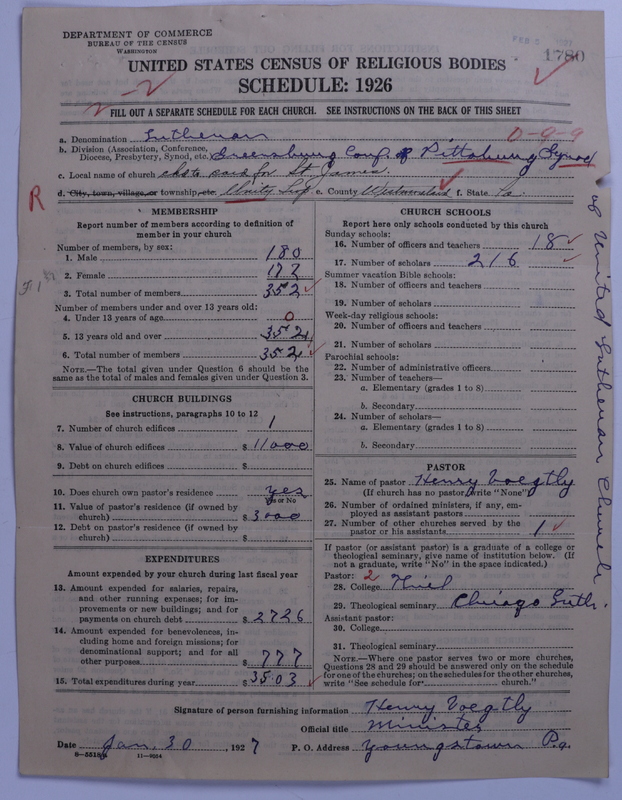 DEPARTMENT OF COMMERCE
BUREAU OF THE CENSUS
WASHINGTON
1780
UNITED STATES CENSUS OF RELIGIOUS BODIES
SCHEDULE: 1926
FILL OUT A SEPARATE SCHEDULE FOR EACH CHURCH. SEE INSTRUCTIONS ON THE BACK OF THIS SHEET
a. Denomination Lutheran 0-9-9
b. Division (Association, Conference, Diocese, Presbytery, Synod, etc.) Greensburg Conf. of Pittsburg Synod
of United Lutheran Church
c. Local name of church St. James
d. City, town, village, or township, etc. Unity Twp e. County Westmoreland f. State Pa.
R
MEMBERSHIP
Report number of members according to definition of
member in your church
Number of members, by sex:
1. Male 180
2. Female 172
3. Total number of members 352
Number of members under and over 13 years old:
4. Under 13 years of age 0
5. 13 years old and over 352
6. Total number of members 352
NOTE.—The total given under Question 6 should be the
same as the total of males and females given under Question 3.
CHURCH BUILDINGS
See instructions, paragraphs 10 to 12
7. Number of church edifices 1
8. Value of church edifices $ 11000
9. Debt on church edifices $
10. Does church own pastor's residence yes
Yes or No
11. Value of pastor's residence (if owned by
church) $ 3000
12. Debt on pastor's residence (if owned by
church) $
EXPENDITURES
Amount expended by your church during last fiscal year
13. Amount expended for salaries, repairs,
and other running expenses; for im-
provements or new buildings; and for
payments on church debt $ 2726
14. Amount expended for benevolences, in-
cluding home and foreign missions; for
denominational support; and for all
other purposes $ 777
15. Total expenditures during year $ 3503
CHURCH SCHOOLS
Report here only schools conducted by this church
Sunday schools:
16. Number of officers and teachers 18
17. Number of scholars 216
Summer vacation Bible schools:
18. Number of officers and teachers
19. Number of scholars
Week-day religious schools:
20. Number of officers and teachers
21. Number of scholars
Parochial schools:
22. Number of administrative officers
23. Number of teachers—
a. Elementary (grades 1 to 8)
b. Secondary
24. Number of scholars—
a. Elementary (grades 1 to 8)
b. Secondary
PASTOR
25. Name of pastor Henry Voegtly
(If church has no pastor, write "None")
26. Number of ordained ministers, if any, em-
ployed as assistant pastors
27. Number of other churches served by the
pastor or his assistants 1
If pastor (or assistant pastor) is a graduate of a college or
theological seminary, give name of institution below. (If
not a graduate, write "No" in the space indicated.)
Pastor: 2
28. College Thiel
29. Theological seminary Chicago Luth.
Assistant pastor:
30. College
31. Theological seminary
NOTE.—Where one pastor serves two or more churches,
Questions 28 and 29 should be answered only on the schedule
for one of the churches; on the schedules for the other churches,
write "See schedule for church."
Signature of person furnishing information Henry Voegtly
Official title Minister
Date Jan, 30, 1927 P. O. Address Youngstown Pa.
11—9554